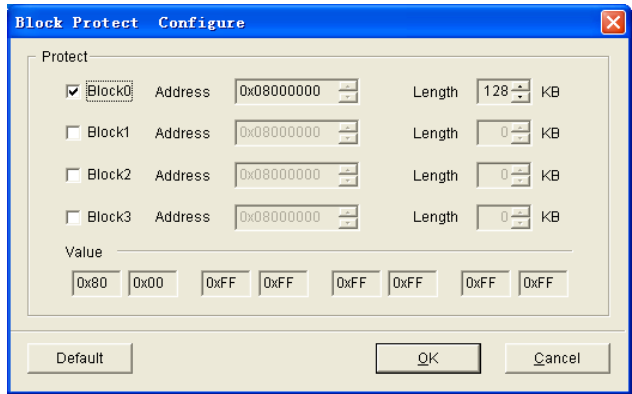 Block Protect Configure
Protect
Block0 Address 0x08000000 Length 128 KB
Block1 Address 0x08000000 Length 0 KB
Block2 Address 0x08000000 Length 0 KB
Block3 Address 0x08000000 Length 0 KB
Value
0x80 0x00 0xFF 0xFF 0xFF 0xFF 0xFF 0xFF
Default OK Cancel